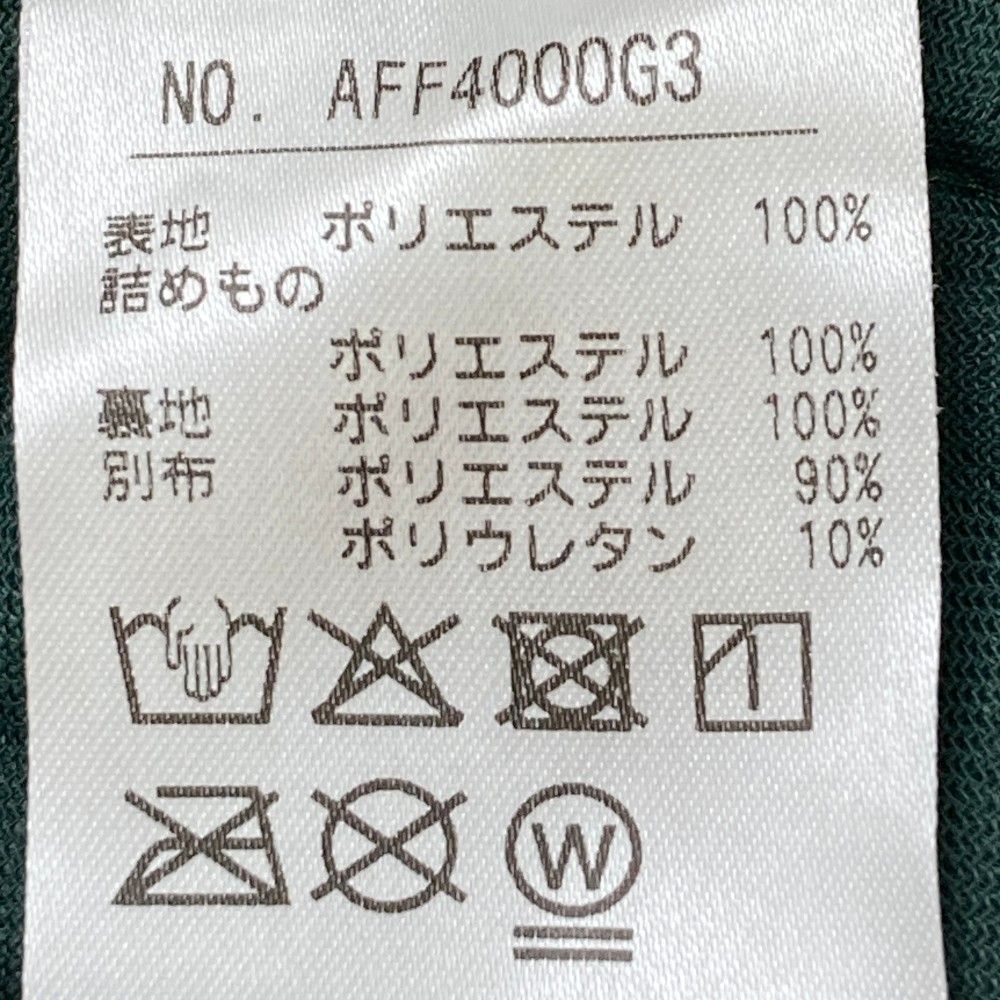 NO. AFF4000G3
表地 ポリエステル 100%
詰めもの
ポリエステル 100%
裏地 ポリエステル 100%
別布 ポリエステル 90%
ポリウレタン 10%
W